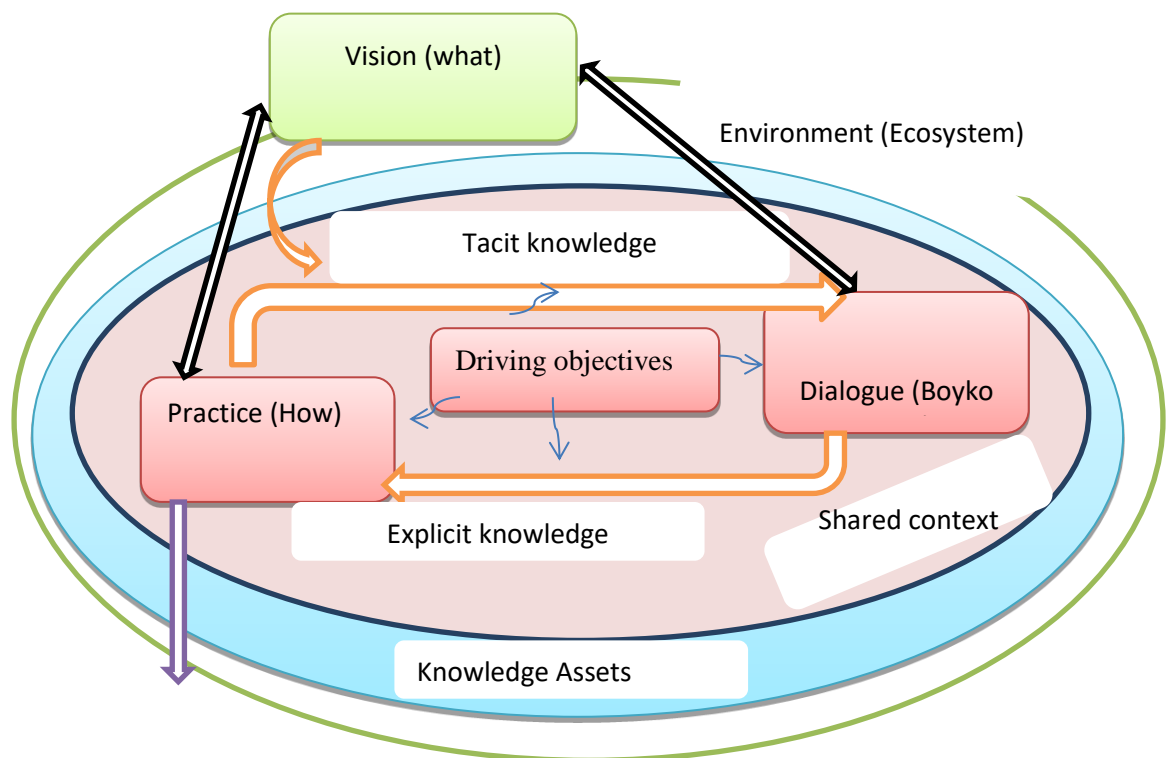 Vision (what)
Environment (Ecosystem)
Tacit knowledge
Driving objectives
Practice (How)
Dialogue (Boyko
Shared context
Explicit knowledge
Knowledge Assets